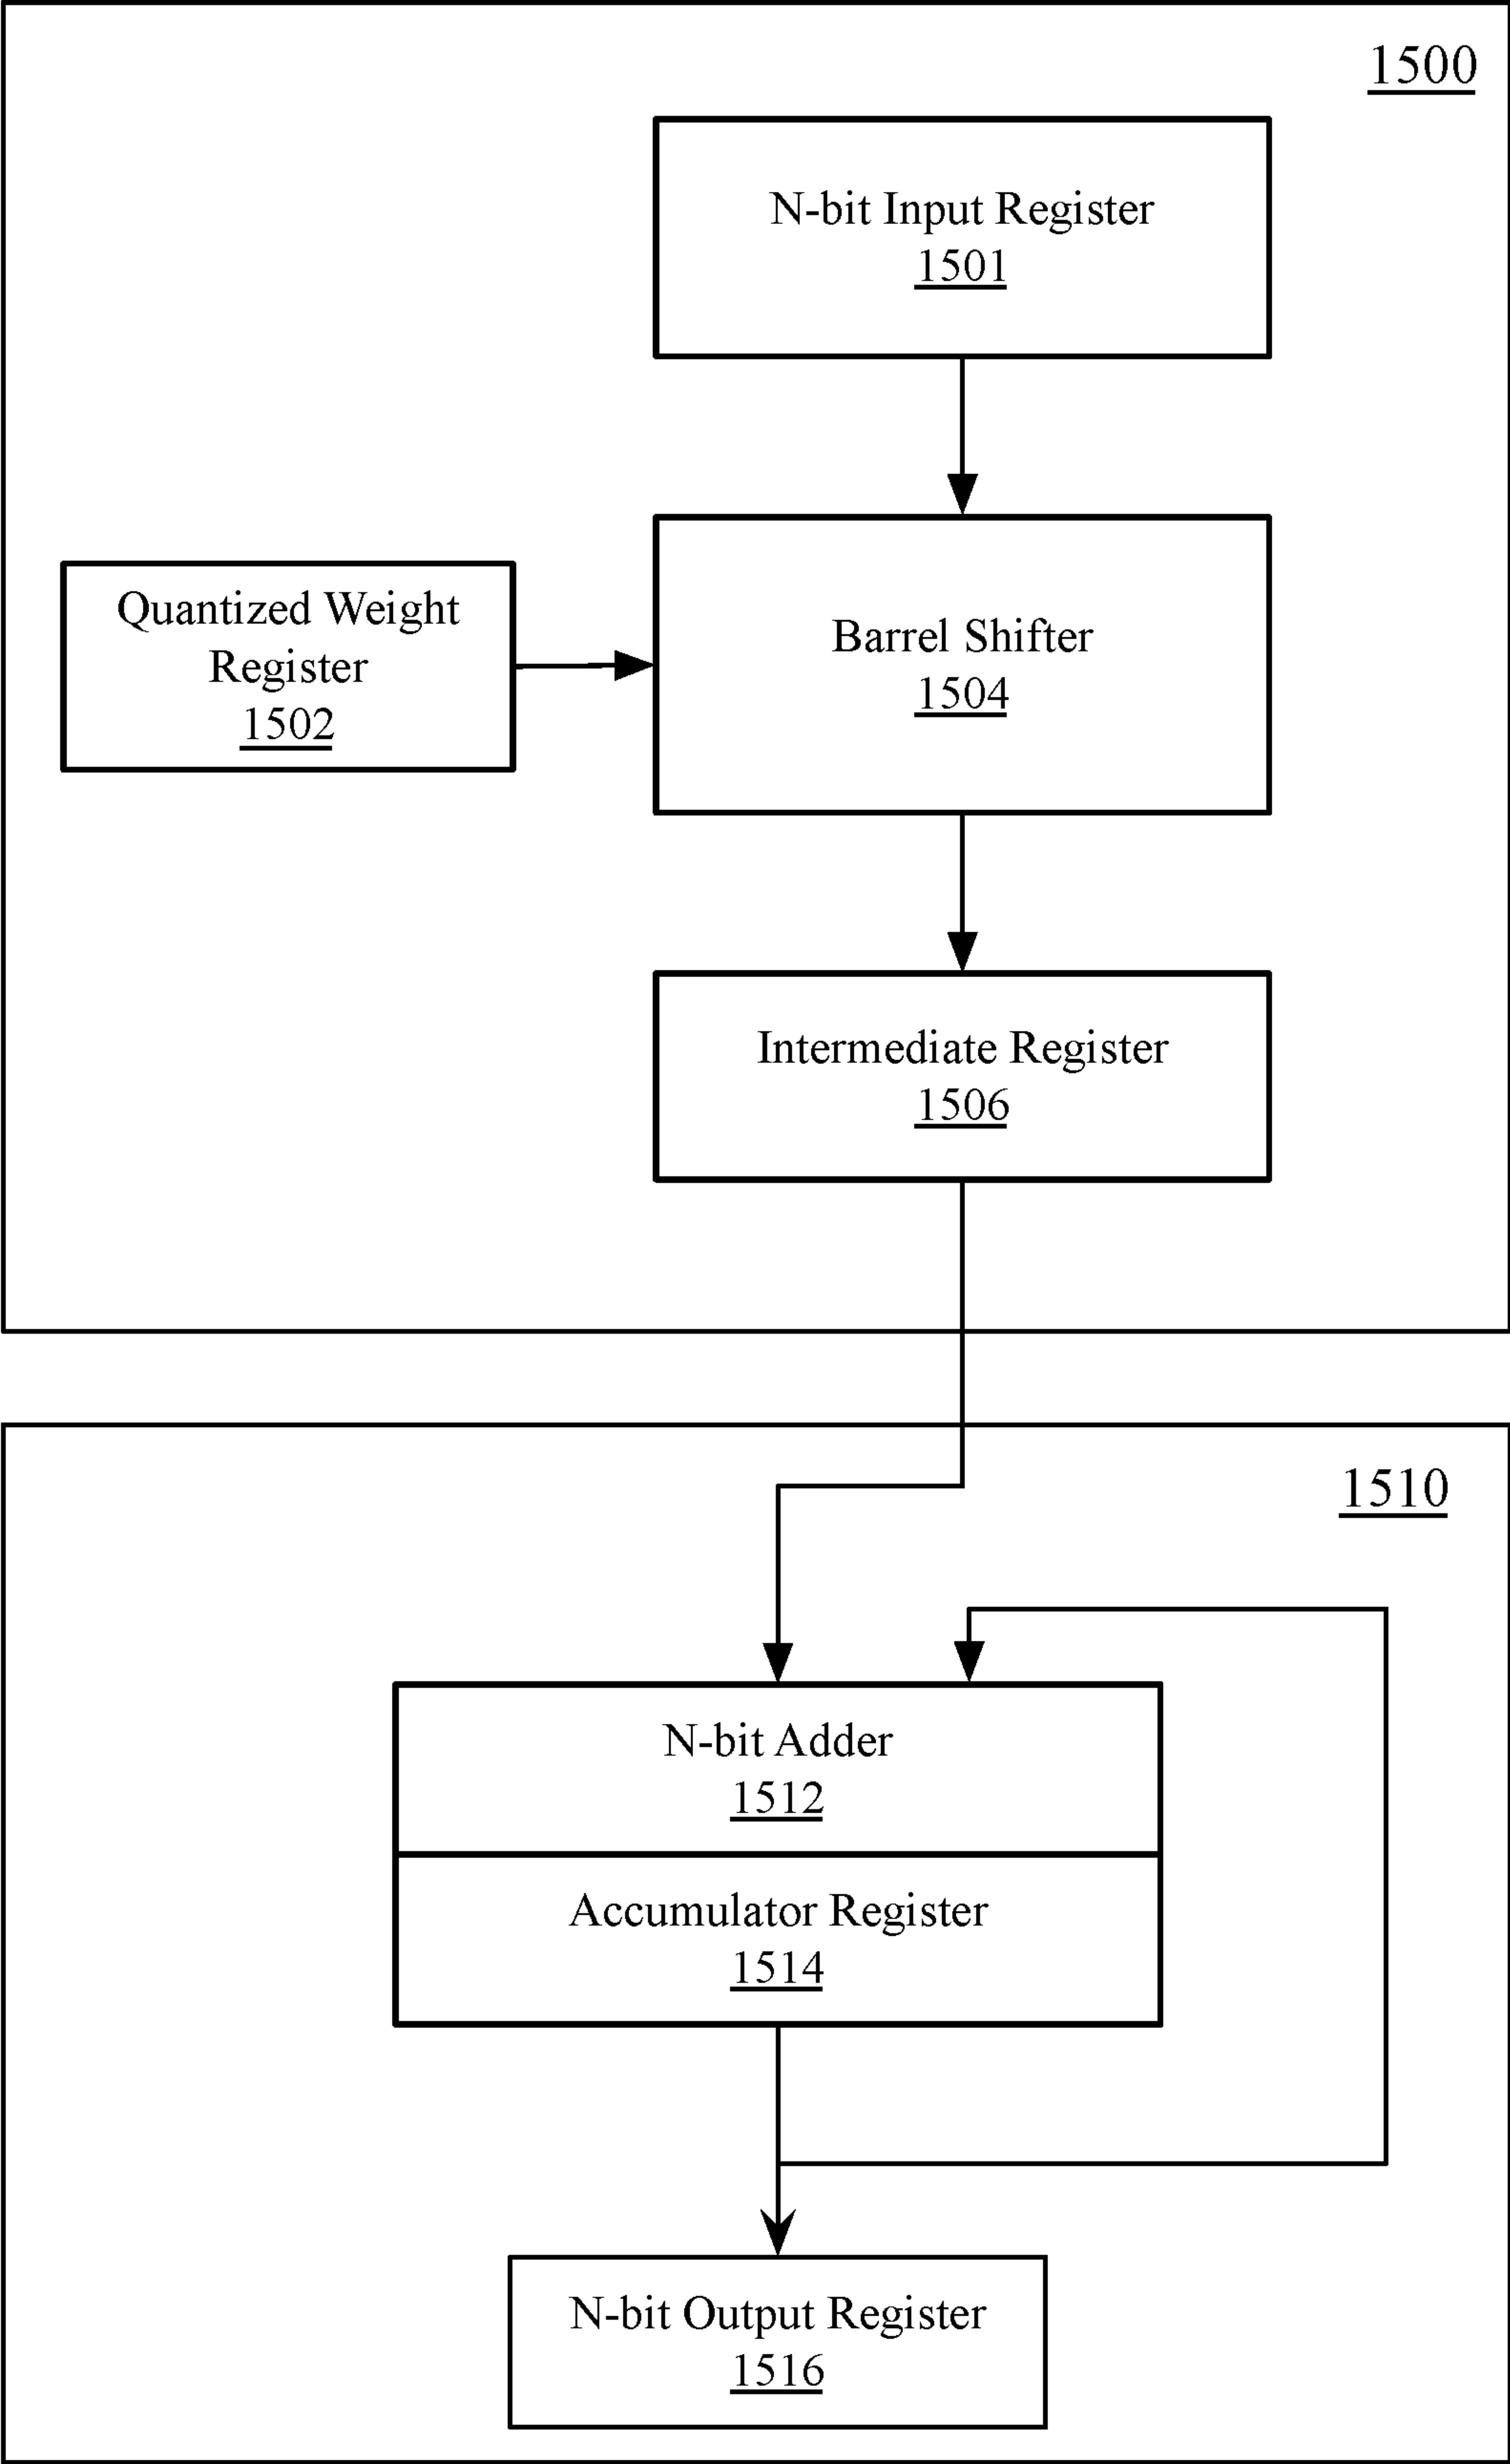 1500
N-bit Input Register
1501
Quantized Weight
Register
1502
Barrel Shifter
1504
Intermediate Register
1506
1510
N-bit Adder
1512
Accumulator Register
1514
N-bit Output Register
1516